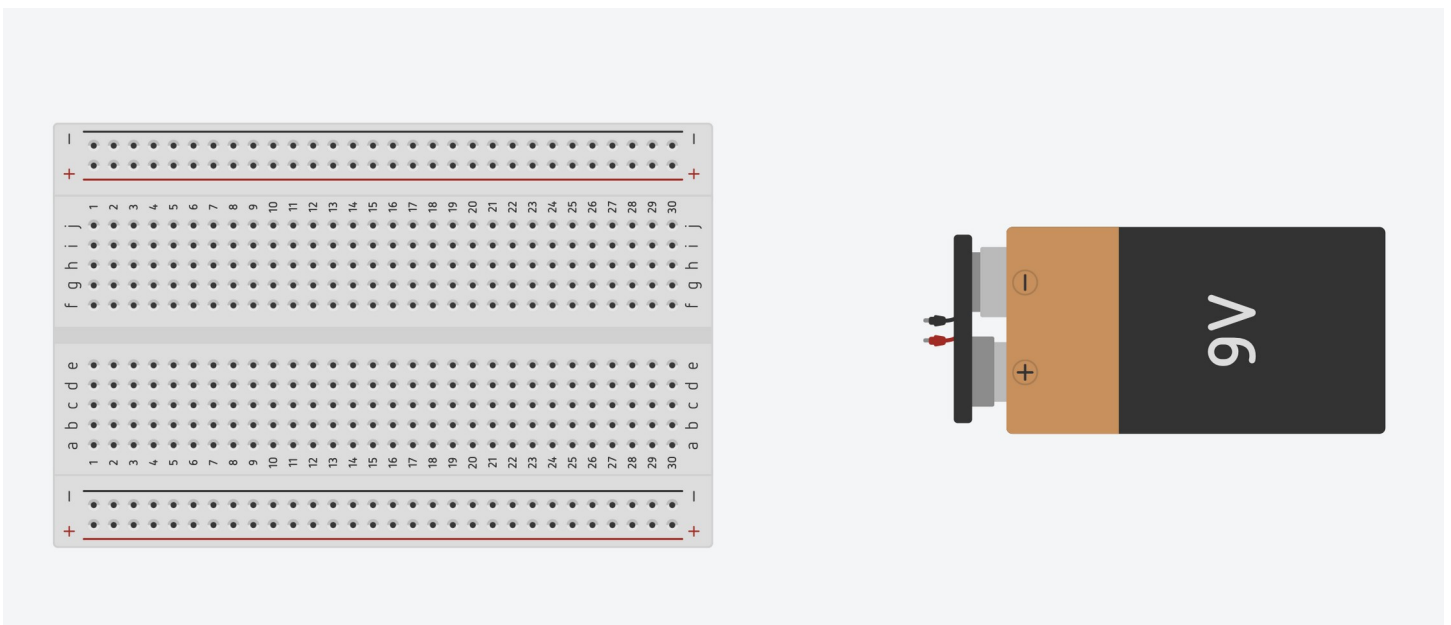 − −
+ +
1 2 3 4 5 6 7 8 9 10 11 12 13 14 15 16 17 18 19 20 21 22 23 24 25 26 27 28 29 30
j j
i i
h h
g g
f f
e e
d d
c c
b b
a a
1 2 3 4 5 6 7 8 9 10 11 12 13 14 15 16 17 18 19 20 21 22 23 24 25 26 27 28 29 30
− −
+ +
−
+
9V